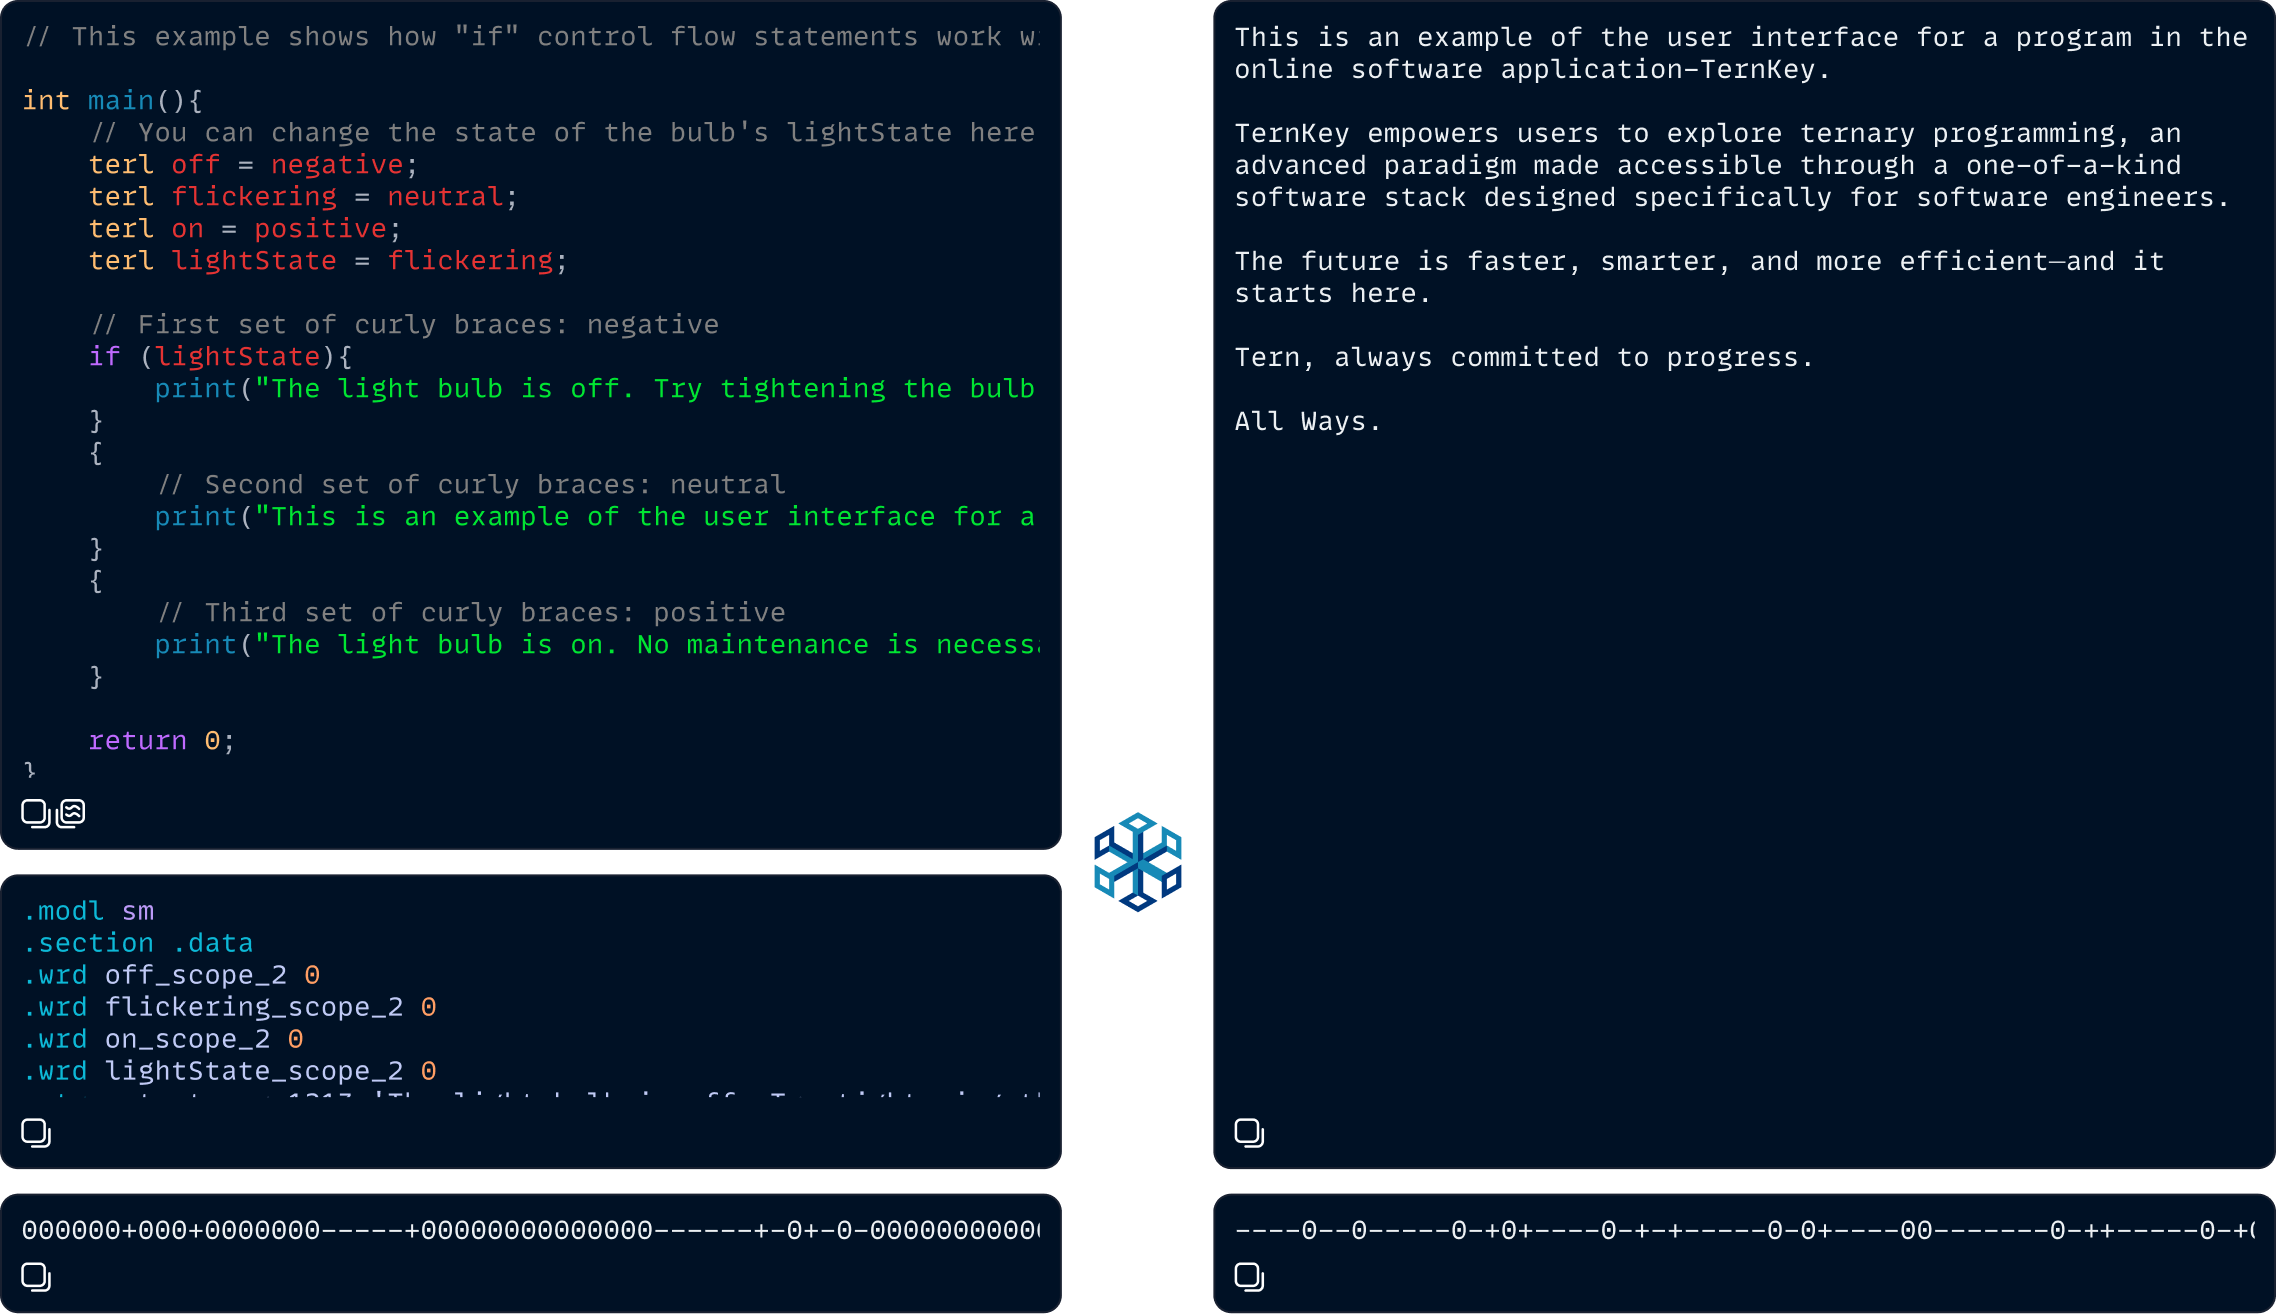 // This example shows how "if" control flow statements work
int main(){
// You can change the state of the bulb's lightState here
terl off = negative;
terl flickering = neutral;
terl on = positive;
terl lightState = flickering;
// First set of curly braces: negative
if (lightState){
print("The light bulb is off. Try tightening the bulb
}
{
// Second set of curly braces: neutral
print("This is an example of the user interface for a
}
{
// Third set of curly braces: positive
print("The light bulb is on. No maintenance is
}
return 0;
}
.modl sm
.section .data
.wrd off_scope_2 0
.wrd flickering_scope_2 0
.wrd on_scope_2 0
.wrd lightState_scope_2 0
000000+000+0000000-----+00000000000000------+-0+-0-00000000000
This is an example of the user interface for a program in the
online software application-TernKey.
TernKey empowers users to explore ternary programming, an
advanced paradigm made accessible through a one-of-a-kind
software stack designed specifically for software engineers.
The future is faster, smarter, and more efficient—and it
starts here.
Tern, always committed to progress.
All Ways.
----0--0-----0-+0+----0-+-+-----0-0+----00-------0-++-----0-+